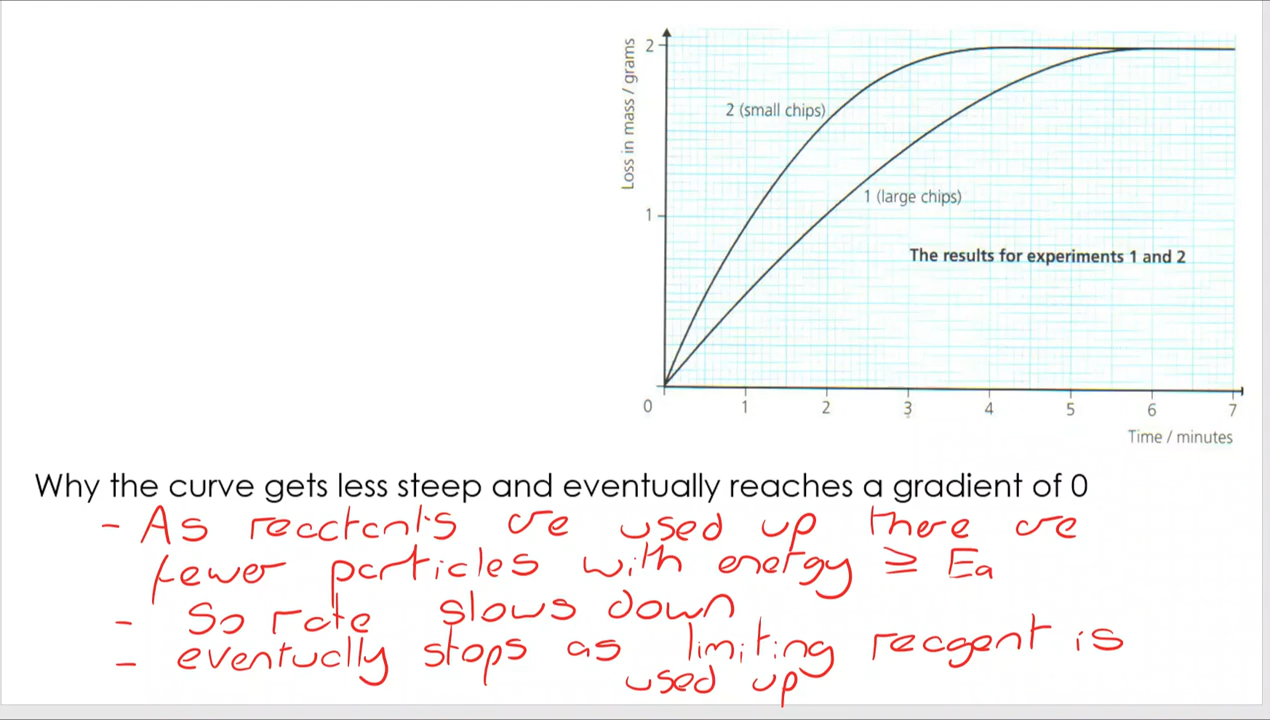 Loss in mass / grams
2
2 (small chips)
1 (large chips)
1
The results for experiments 1 and 2
0 1 2 3 4 5 6 7
Time / minutes
Why the curve gets less steep and eventually reaches a gradient of 0
- As reactants are used up there are
fewer particles with energy ≥ Ea
- So rate slows down
- eventually stops as limiting reagent is
used up